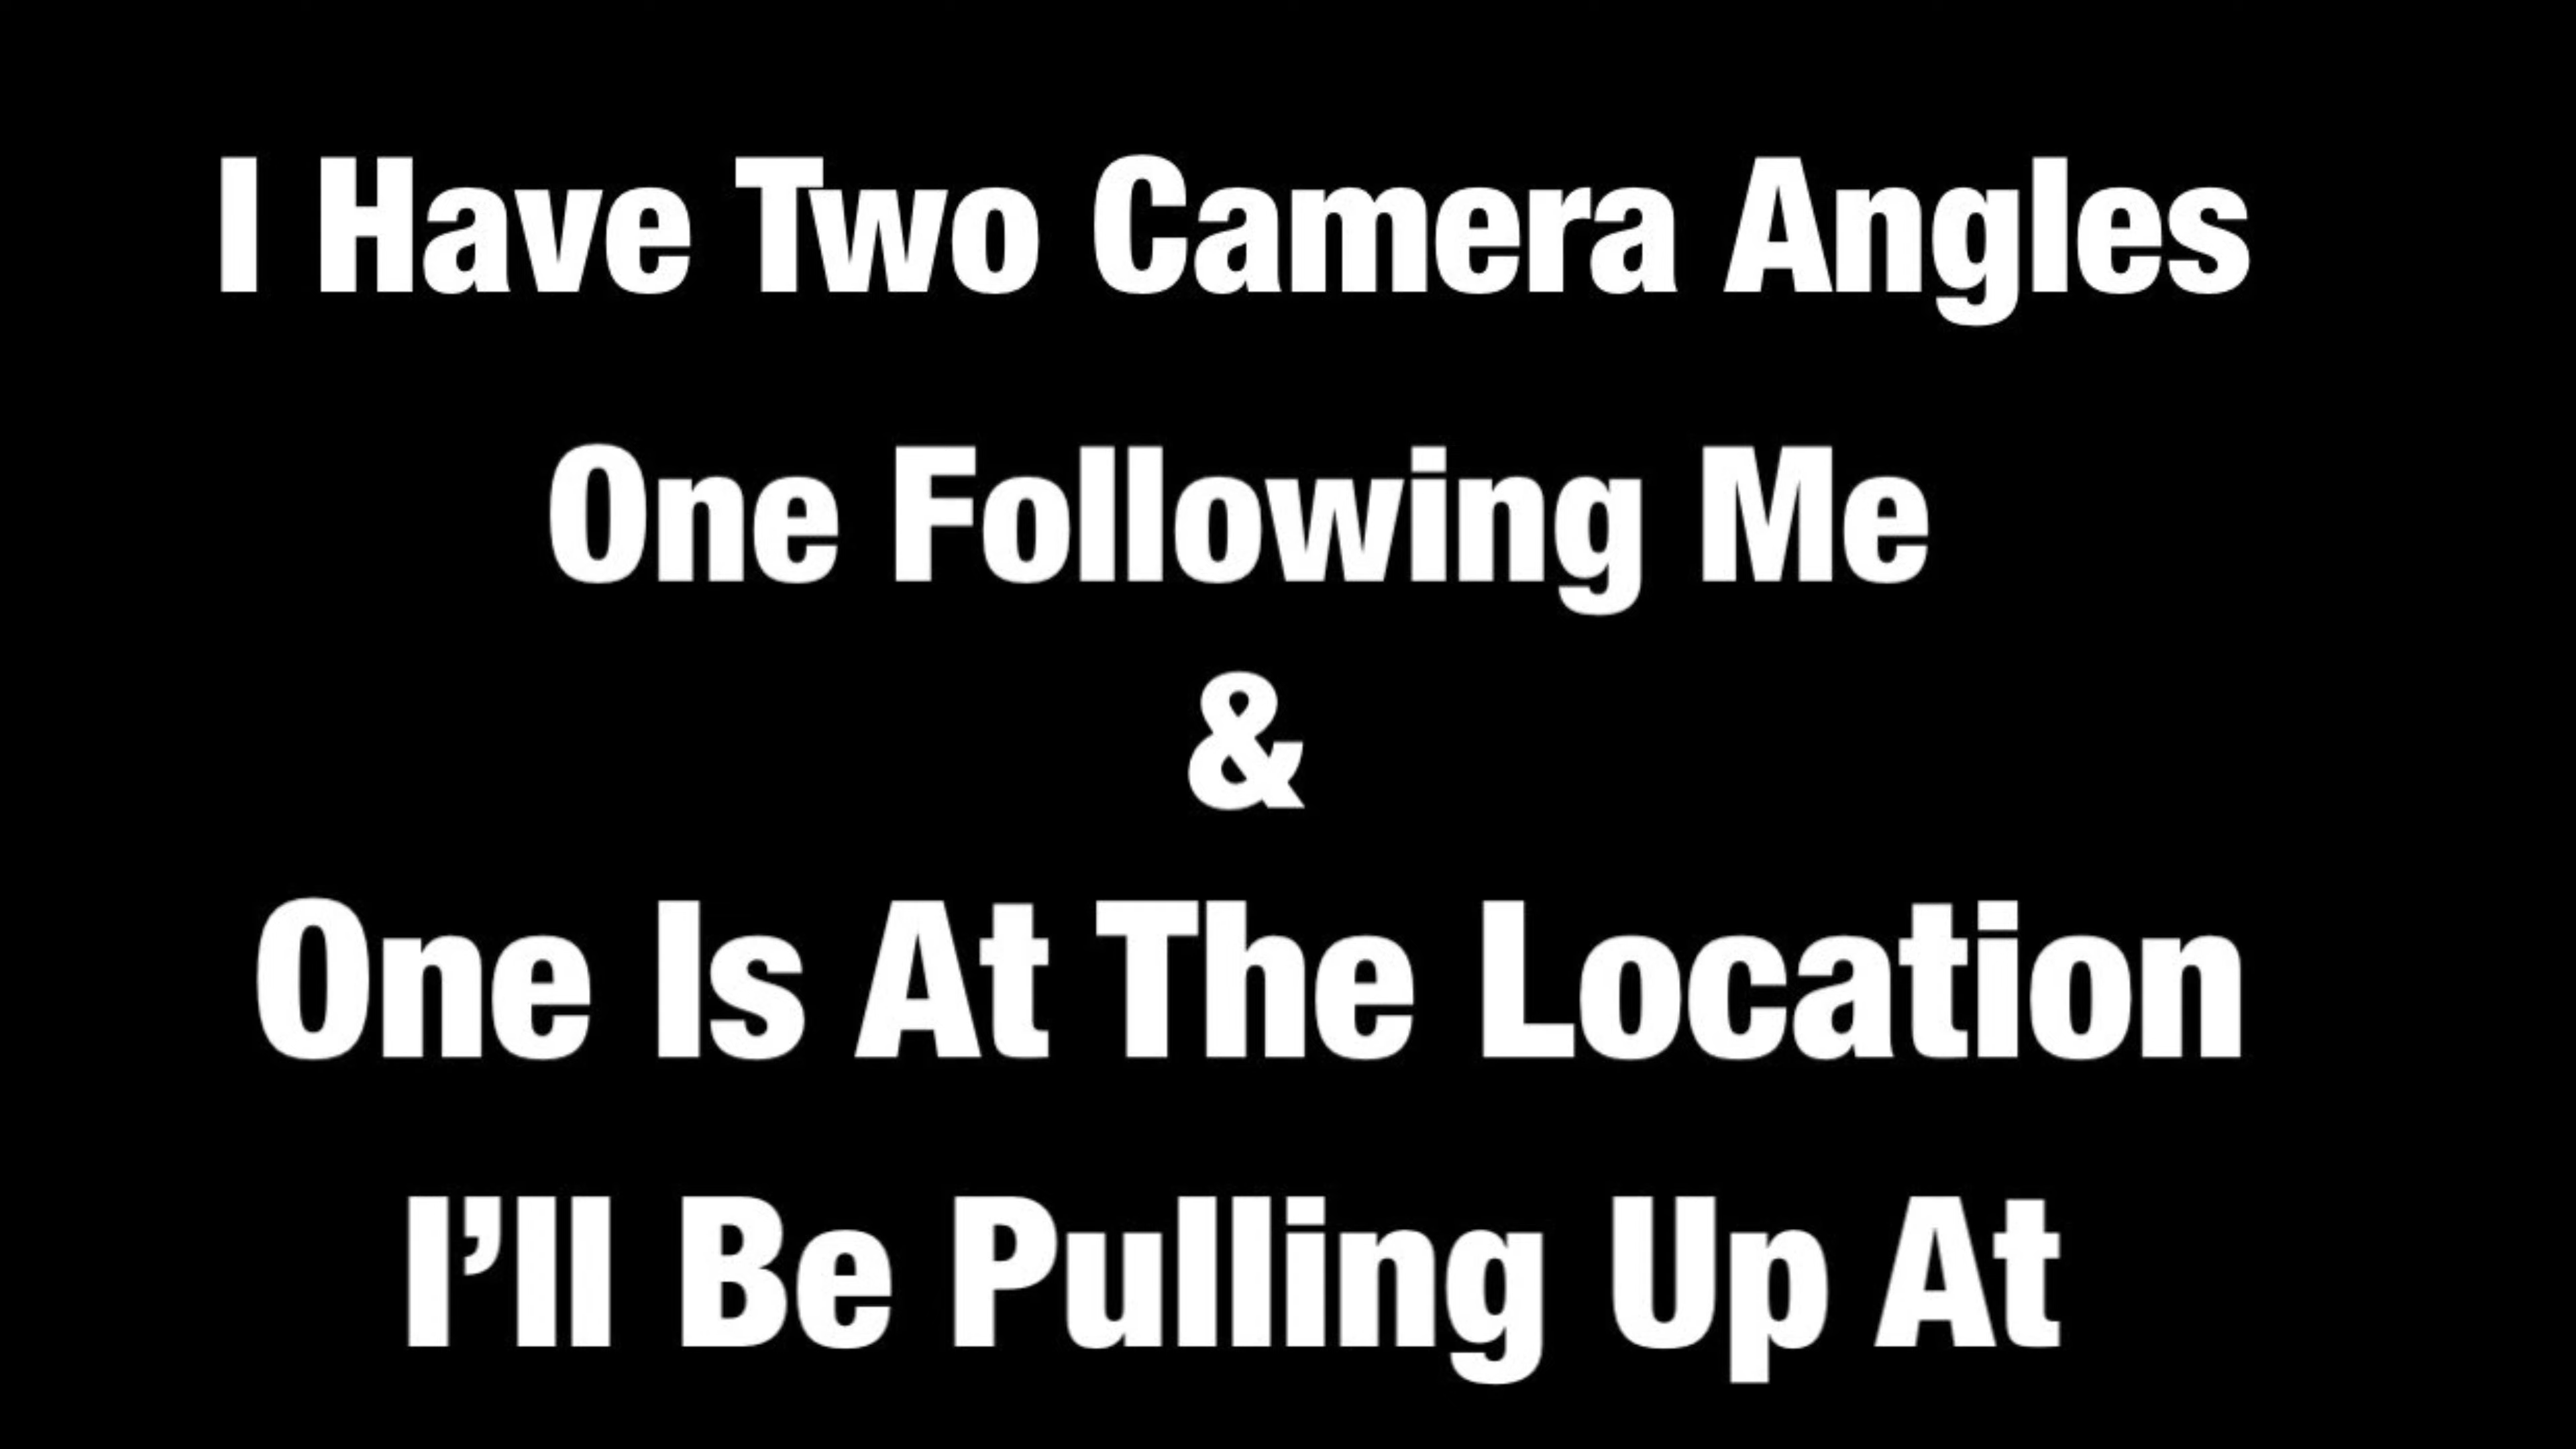 I Have Two Camera Angles
One Following Me
&
One Is At The Location
I’ll Be Pulling Up At